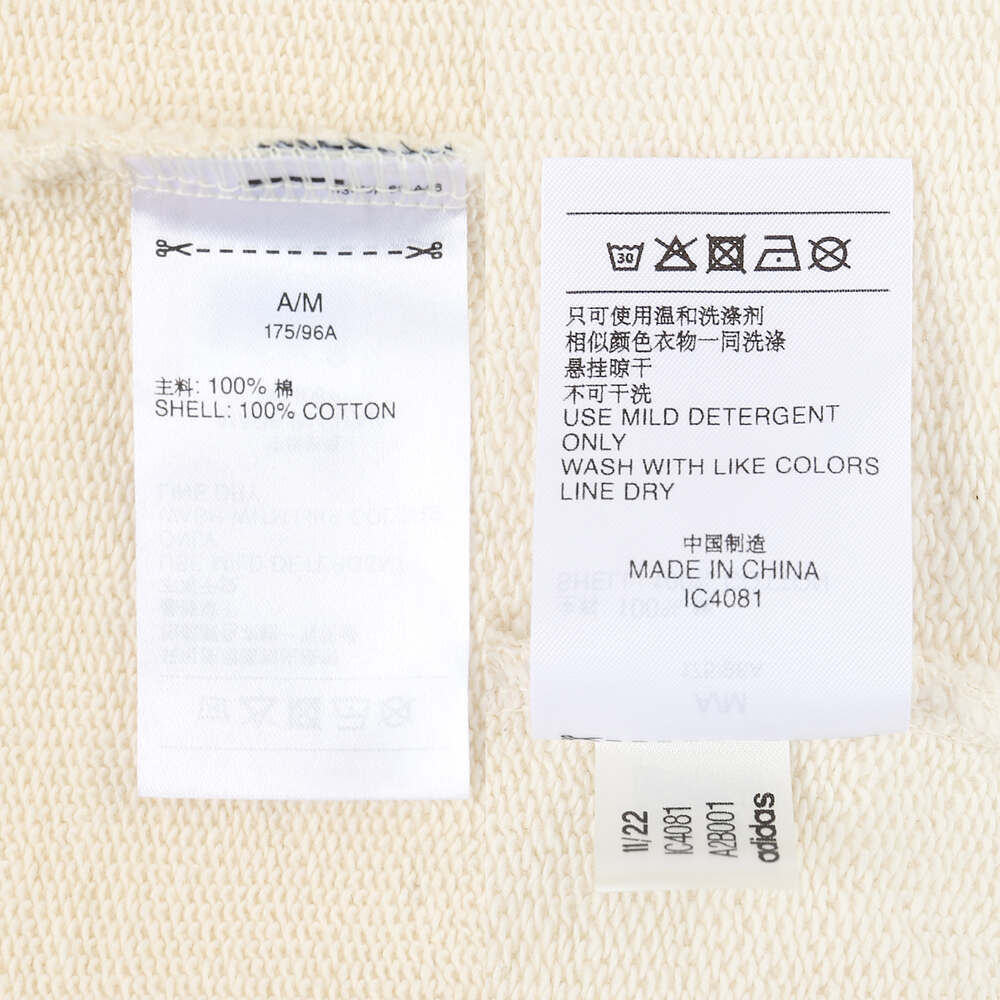 A/M
175/96A
主料: 100% 棉
SHELL: 100% COTTON
30
只可使用温和洗涤剂
相似颜色衣物一同洗涤
悬挂晾干
不可干洗
USE MILD DETERGENT
ONLY
WASH WITH LIKE COLORS
LINE DRY
中国制造
MADE IN CHINA
IC4081
11/22
IC4081
A2B001
adidas